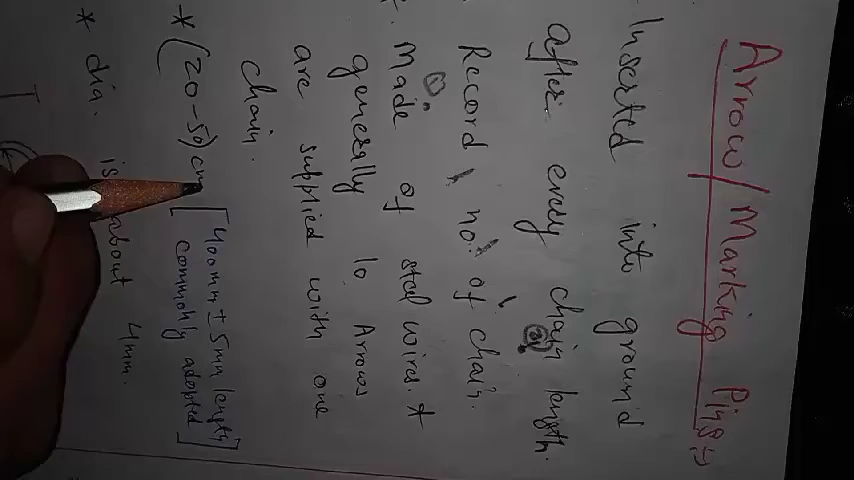 Arrow/Marking Pins :-
- Inserted into ground
after every chain length.
Record no. of chain.
* Made of steel wires. *
generally 10 Arrows
are supplied with one
chain.
* (20-50) cm [400mm ± 5mm length
commonly adopted]
* dia. is about 4mm.